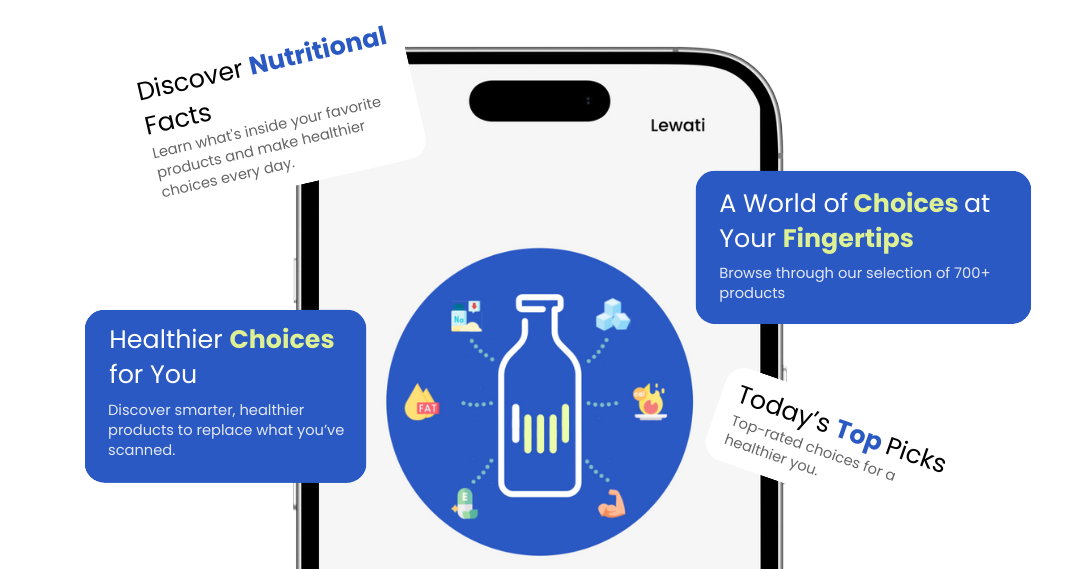 Discover Nutritional
Facts
Learn what's inside your favorite
products and make healthier
choices every day.
Lewati
A World of Choices at
Your Fingertips
Browse through our selection of 700+
products
Healthier Choices
for You
Discover smarter, healthier
products to replace what you've
scanned.
Na
FAT
E
Today's Top Picks
Top-rated choices for a
healthier you.